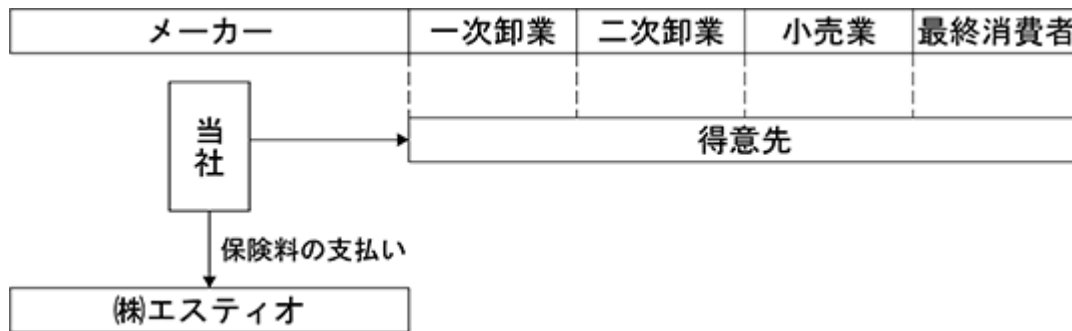 メーカー 一次卸業 二次卸業 小売業 最終消費者
当社
得意先
保険料の支払い
㈱エスティオ